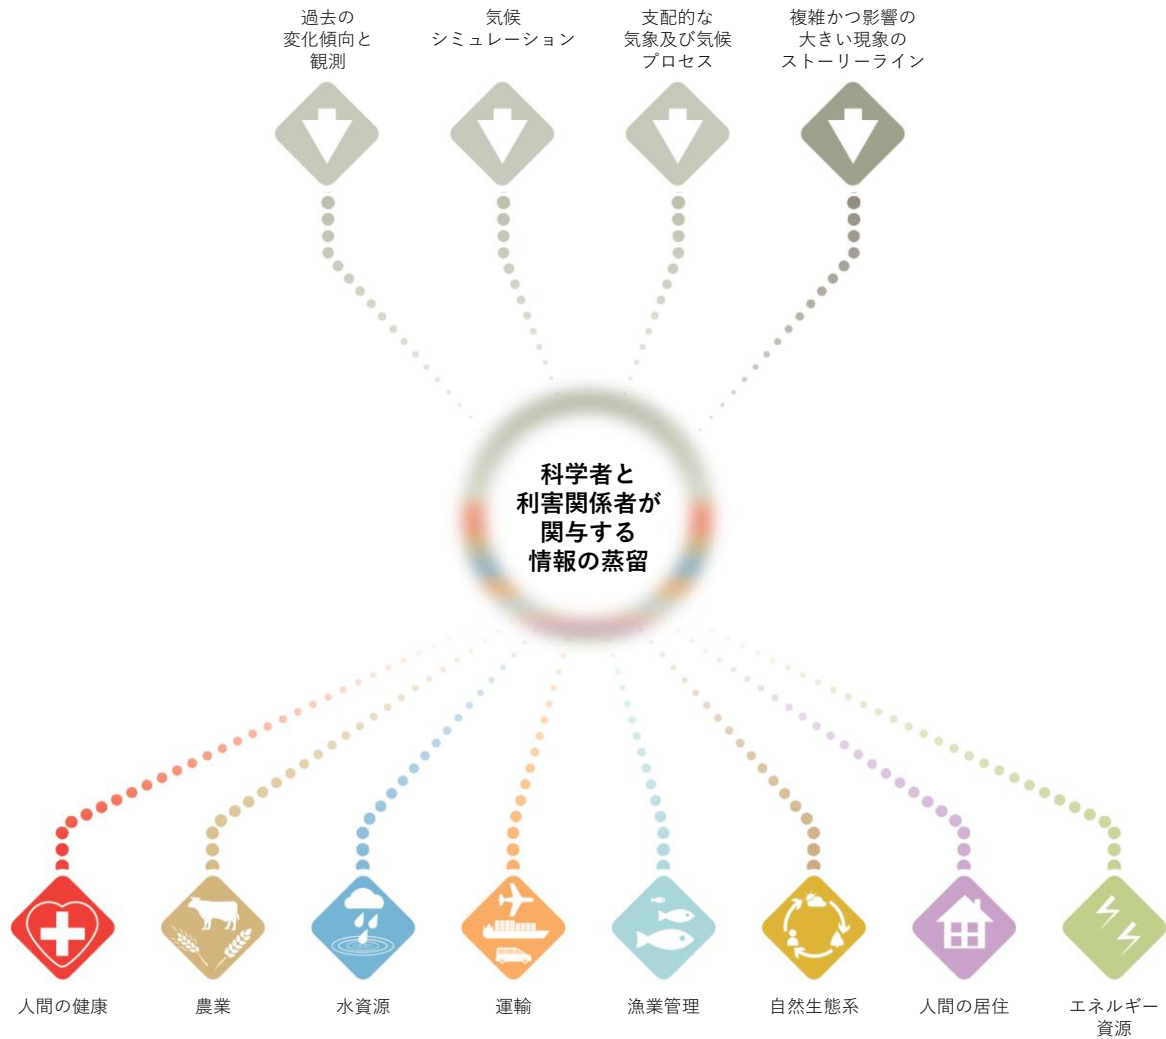 過去の
変化傾向と
観測
気候
シミュレーション
支配的な
気象及び気候
プロセス
複雑かつ影響の
大きい現象の
ストーリーライン
科学者と
利害関係者が
関与する
情報の蒸留
人間の健康
農業
水資源
運輸
漁業管理
自然生態系
人間の居住
エネルギー
資源